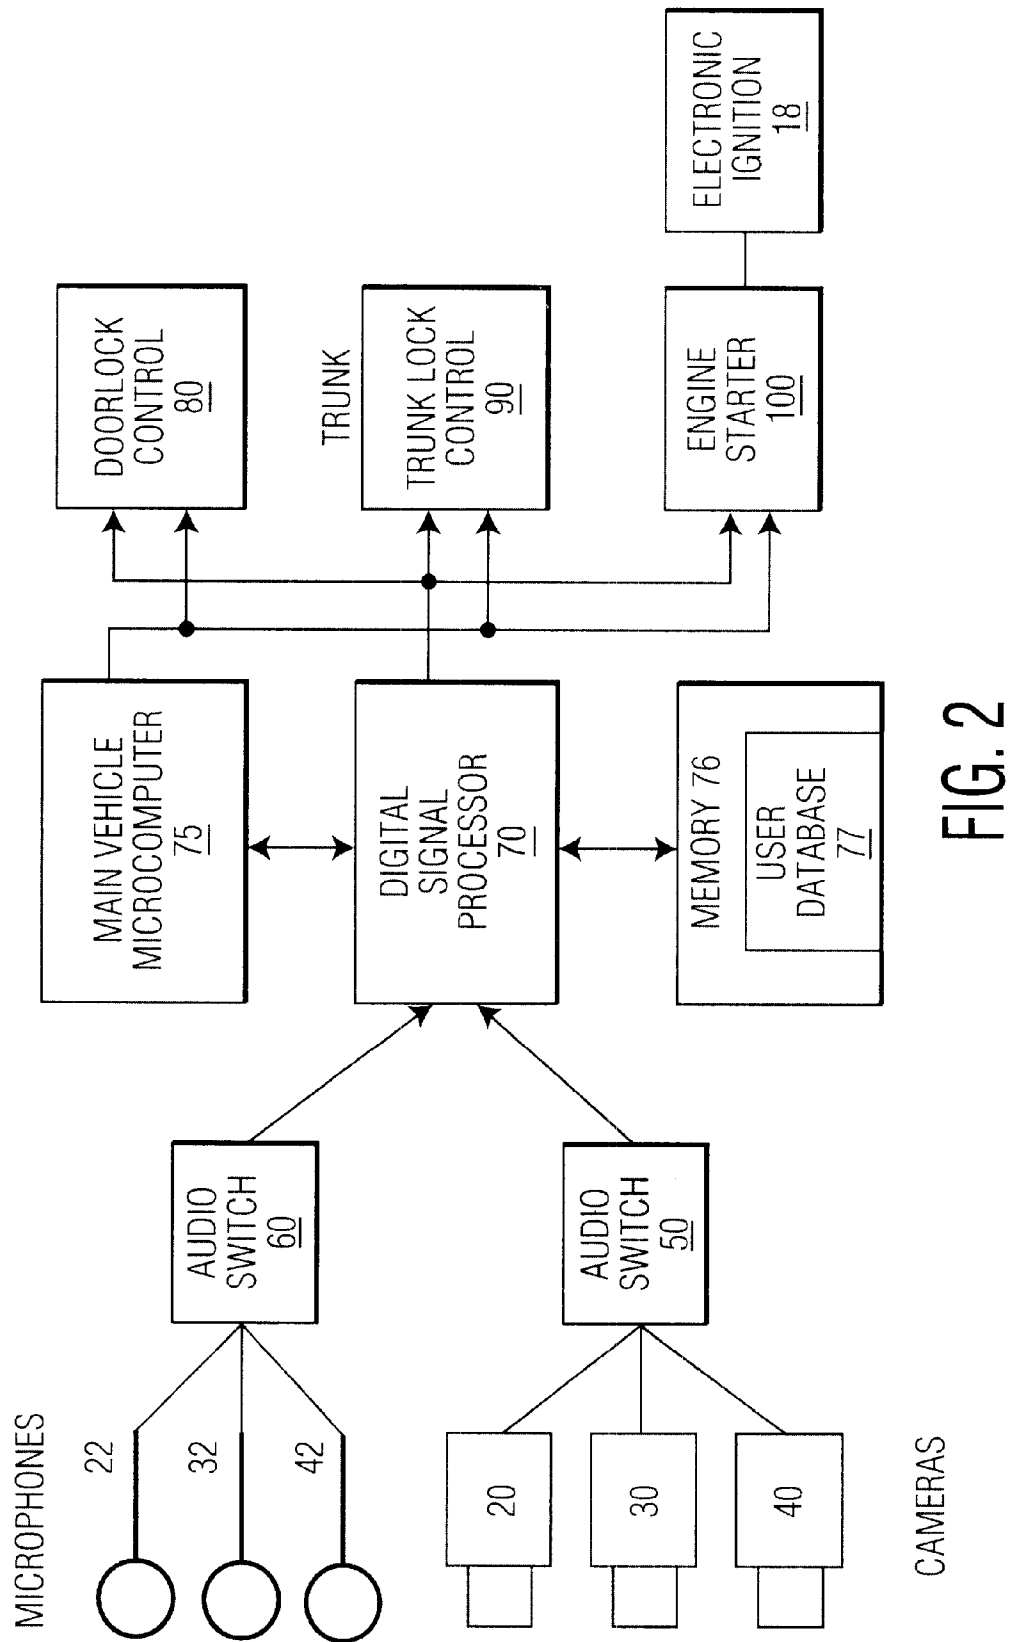 MICROPHONES
22
32
42
CAMERAS
20
30
40
AUDIO
SWITCH
60
AUDIO
SWITCH
50
MAIN VEHICLE
MICROCOMPUTER
75
DIGITAL
SIGNAL
PROCESSOR
70
MEMORY 76
USER
DATABASE
77
DOORLOCK
CONTROL
80
TRUNK
TRUNK LOCK
CONTROL
90
ENGINE
STARTER
100
ELECTRONIC
IGNITION
18
FIG. 2